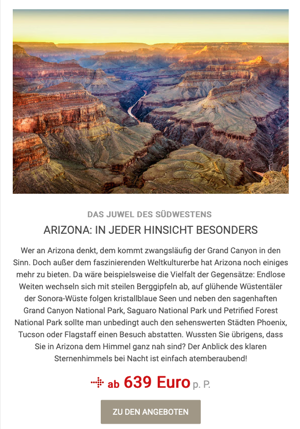 DAS JUWEL DES SÜDWESTENS
ARIZONA: IN JEDER HINSICHT BESONDERS
Wer an Arizona denkt, dem kommt zwangsläufig der Grand Canyon in den
Sinn. Doch außer dem faszinierenden Weltkulturerbe hat Arizona noch einiges
mehr zu bieten. Da wäre beispielsweise die Vielfalt der Gegensätze: Endlose
Weiten wechseln sich mit steilen Berggipfeln ab, auf glühende Wüstentäler
der Sonora-Wüste folgen kristallblaue Seen und neben den sagenhaften
Grand Canyon National Park, Saguaro National Park und Petrified Forest
National Park sollte man unbedingt auch den sehenswerten Städten Phoenix,
Tucson oder Flagstaff einen Besuch abstatten. Wussten Sie übrigens, dass
Sie in Arizona dem Himmel ganz nah sind? Der Anblick des klaren
Sternenhimmels bei Nacht ist einfach atemberaubend!
ab 639 Euro p. P.
ZU DEN ANGEBOTEN